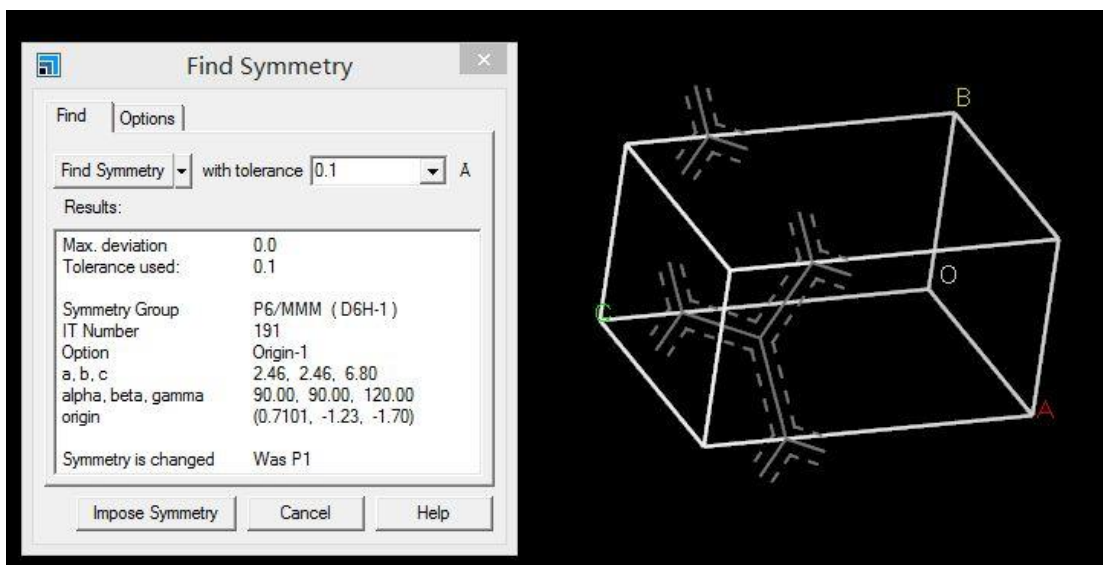 Find Symmetry
Find Options
Find Symmetry with tolerance 0.1 Å
Results:
Max. deviation 0.0
Tolerance used: 0.1
Symmetry Group P6/MMM ( D6H-1 )
IT Number 191
Option Origin-1
a, b, c 2.46, 2.46, 6.80
alpha, beta, gamma 90.00, 90.00, 120.00
origin (0.7101, -1.23, -1.70)
Symmetry is changed Was P1
Impose Symmetry Cancel Help
B
O
C
A